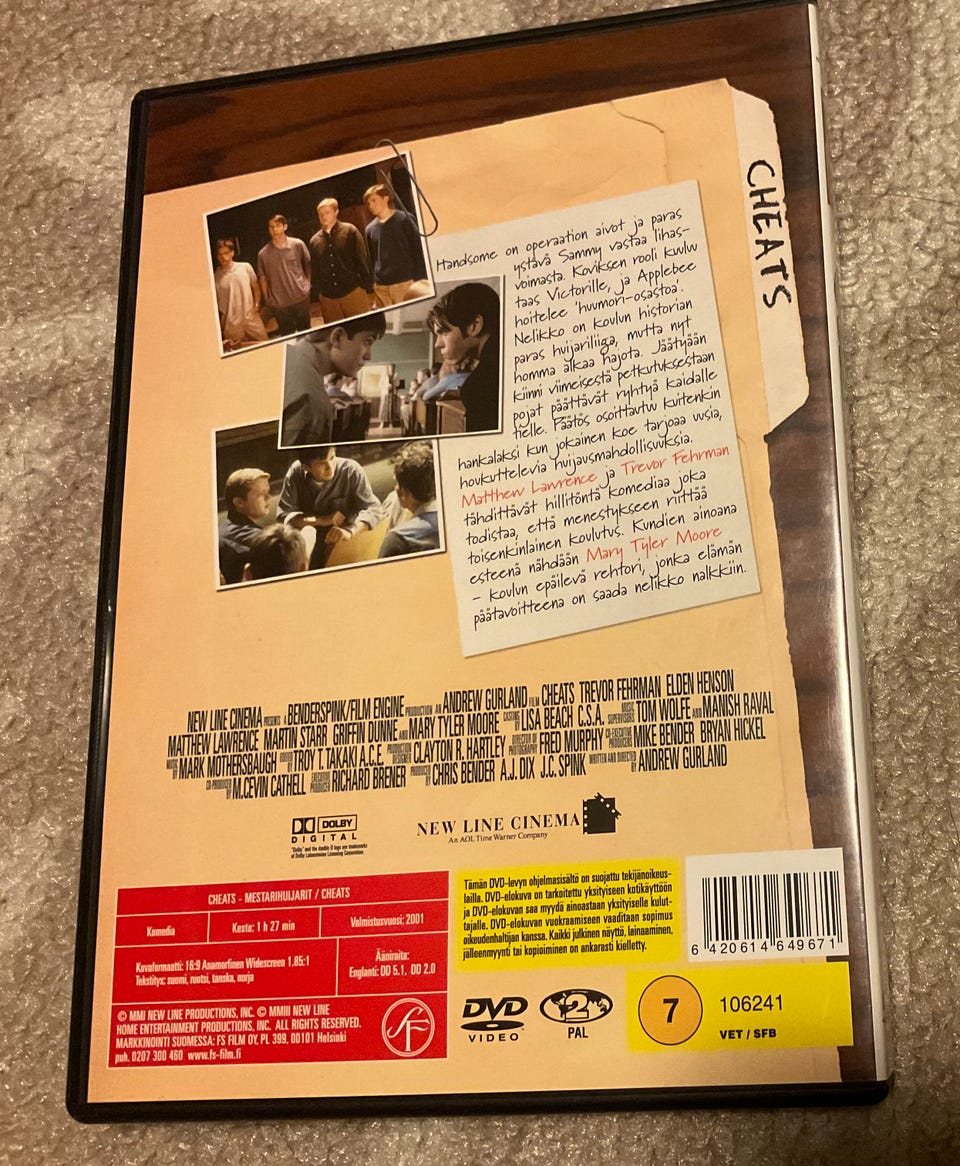 CHEATS
Handsome on operaation aivot ja paras
ystävä Sammy vastaa lihas-
voimasta. Koviksen rooli kuuluu
taas Victorille, ja Applebee
hoitelee 'huumori-osastoa'.
Nelikko on koulun historian
paras huijariliiga, mutta nyt
homma alkaa hajota. Jäätyään
kiinni viimeisestä petkutuksestaan
pojat päättävät ryhtyä kaidalle
tielle. Päätös osoittautuu kuitenkin
hankalaksi kun jokainen koe tarjoaa uusia,
houkuttelevia huijausmahdollisuuksia.
Matthew Lawrence ja Trevor Fehrman
tähdittävät hillitöntä komediaa joka
todistaa, että menestykseen riittää
toisenkinlainen koulutus. Kundien ainoana
esteenä nähdään Mary Tyler Moore
– koulun epäilevä rehtori, jonka elämän
päätavoitteena on saada nelikko nalkkiin.
NEW LINE CINEMA PRESENTS A BENDERSPINK/FILM ENGINE PRODUCTION AN ANDREW GURLAND FILM CHEATS TREVOR FEHRMAN ELDEN HENSON
MATTHEW LAWRENCE MARTIN STARR GRIFFIN DUNNE AND MARY TYLER MOORE CASTING BY LISA BEACH C.S.A. MUSIC SUPERVISORS TOM WOLFE AND MANISH RAVAL
MUSIC BY MARK MOTHERSBAUGH EDITOR TROY T. TAKAKI A.C.E. PRODUCTION DESIGNER CLAYTON R. HARTLEY DIRECTOR OF PHOTOGRAPHY FRED MURPHY CO-EXECUTIVE PRODUCERS MIKE BENDER BRYAN HICKEL
CO-PRODUCED BY M.CEVIN CATHELL EXECUTIVE PRODUCER RICHARD BRENER PRODUCED BY CHRIS BENDER A.J. DIX J.C. SPINK WRITTEN AND DIRECTED BY ANDREW GURLAND
DOLBY
DIGITAL
"Dolby" and the double D logo are trademarks
of Dolby Laboratories Licensing Corporation.
NEW LINE CINEMA
An AOL Time Warner Company
CHEATS - MESTARIHUIJARIT / CHEATS
Komedia
Kesto: 1 h 27 min
Valmistusvuosi: 2001
Kuvaformaatti: 16:9 Anamorfinen Widescreen 1.85:1
Tekstitys: suomi, ruotsi, tanska, norja
Ääniraita:
Englanti: DD 5.1, DD 2.0
© MMI NEW LINE PRODUCTIONS, INC. © MMIII NEW LINE
HOME ENTERTAINMENT PRODUCTIONS, INC. ALL RIGHTS RESERVED.
MARKKINOINTI SUOMESSA: FS FILM OY, PL 399, 00101 Helsinki
puh. 0207 300 460 www.fs-film.fi
SF
Tämän DVD-levyn ohjelmasisältö on suojattu tekijänoikeus-
lailla. DVD-elokuva on tarkoitettu yksityiseen kotikäyttöön
ja DVD-elokuvan saa myydä ainoastaan yksityiselle kulut-
tajalle. DVD-elokuvan vuokraamiseen vaaditaan sopimus
oikeudenhaltijan kanssa. Kaikki julkinen näyttö, lainaaminen,
jälleenmyynti tai kopioiminen on ankarasti kielletty.
6 420614 649671
DVD
VIDEO
2
PAL
7
106241
VET / SFB